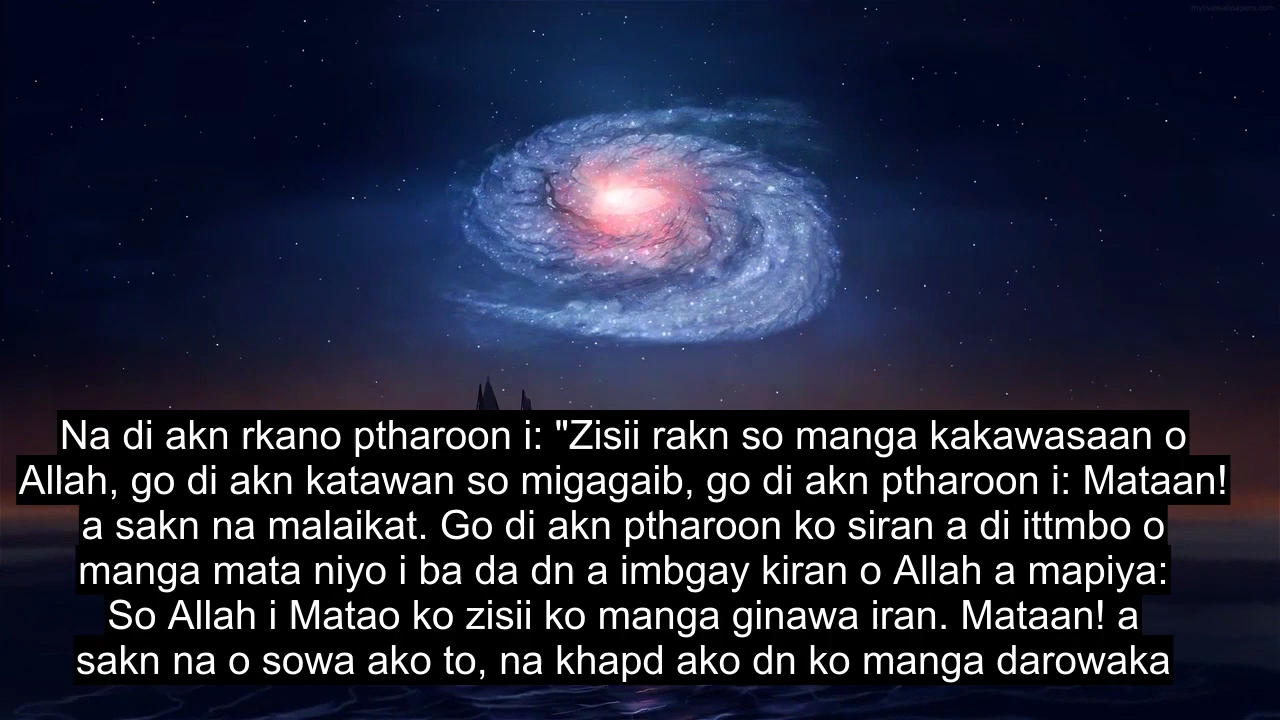 mylivewallpapers.com
Na di akn rkano ptharoon i: "Zisii rakn so manga kakawasaan o
Allah, go di akn katawan so migagaib, go di akn ptharoon i: Mataan!
a sakn na malaikat. Go di akn ptharoon ko siran a di ittmbo o
manga mata niyo i ba da dn a imbgay kiran o Allah a mapiya:
So Allah i Matao ko zisii ko manga ginawa iran. Mataan! a
sakn na o sowa ako to, na khapd ako dn ko manga darowaka